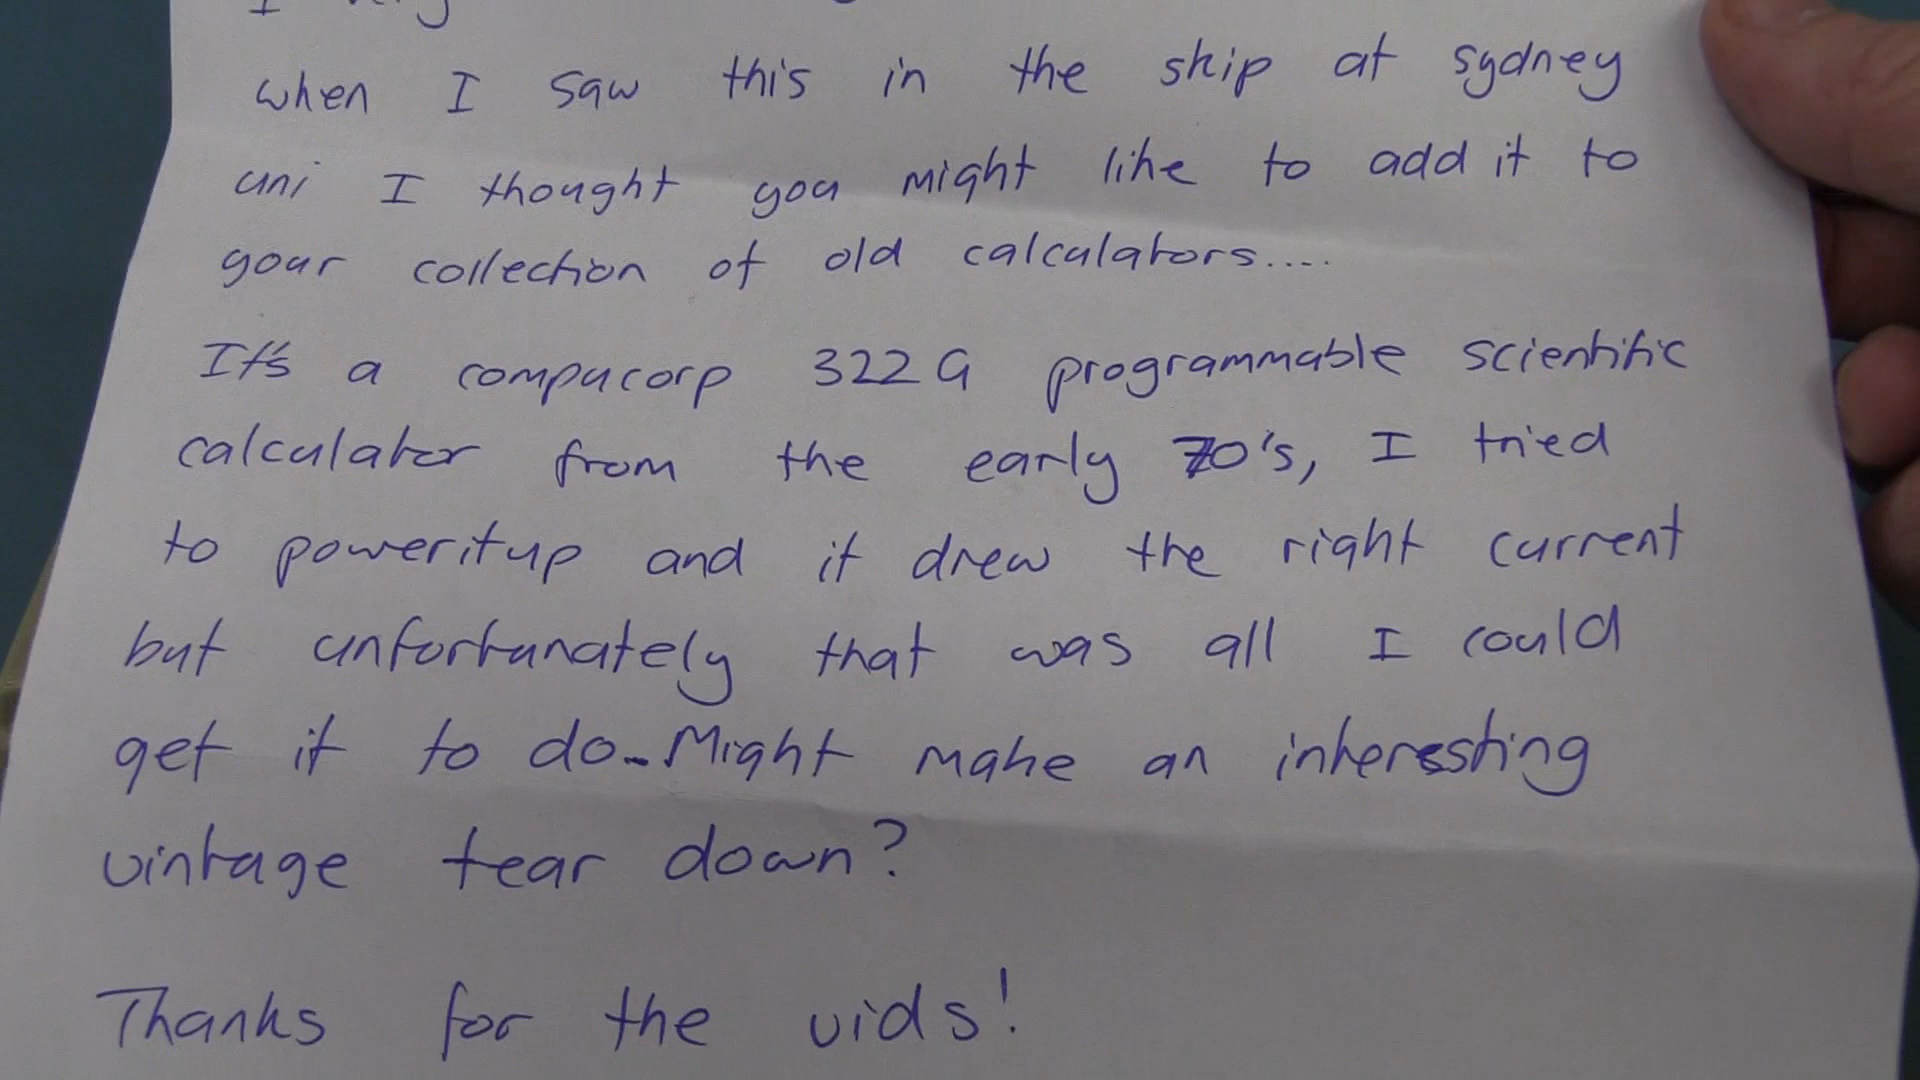 I
when I saw this in the skip at sydney
uni I thought you might like to add it to
your collection of old calculators....
It's a compucorp 322G programmable scientific
calculator from the early 70's, I tried
to power it up and it drew the right current
but unfortunately that was all I could
get it to do. Might make an interessting
vintage tear down?
Thanks for the vids!